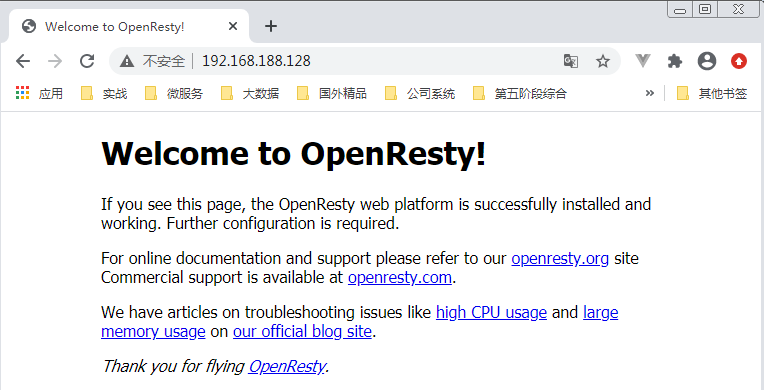 Welcome to OpenResty!
不安全 192.168.188.128
应用 实战 微服务 大数据 国外精品 公司系统 第五阶段综合 » 其他书签
Welcome to OpenResty!
If you see this page, the OpenResty web platform is successfully installed and
working. Further configuration is required.
For online documentation and support please refer to our openresty.org site
Commercial support is available at openresty.com.
We have articles on troubleshooting issues like high CPU usage and large
memory usage on our official blog site.
Thank you for flying OpenResty.